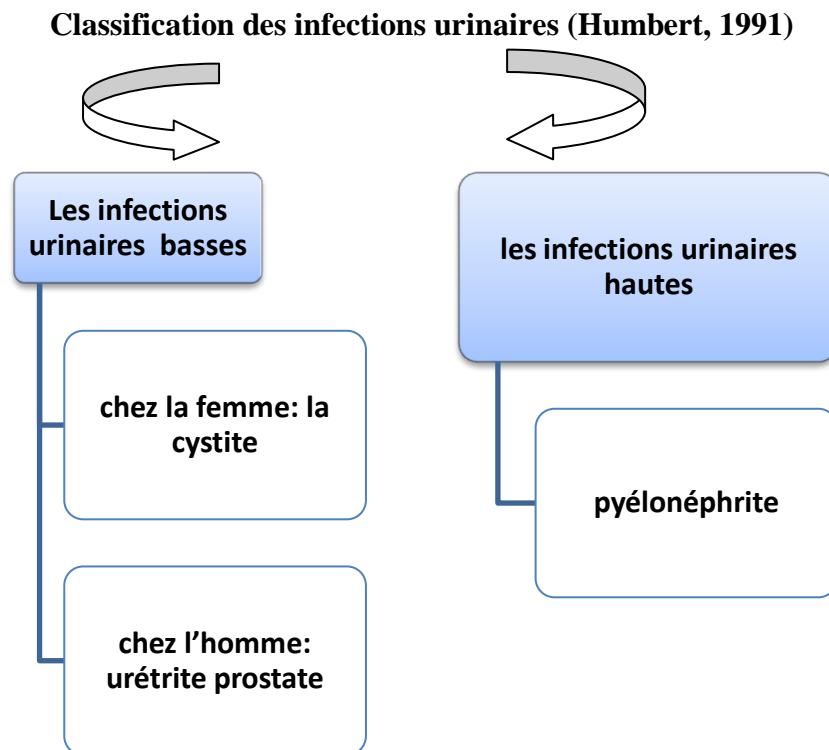 Classification des infections urinaires (Humbert, 1991)
Les infections
urinaires basses
chez la femme: la
cystite
chez l’homme:
urétrite prostate
les infections urinaires
hautes
pyélonéphrite